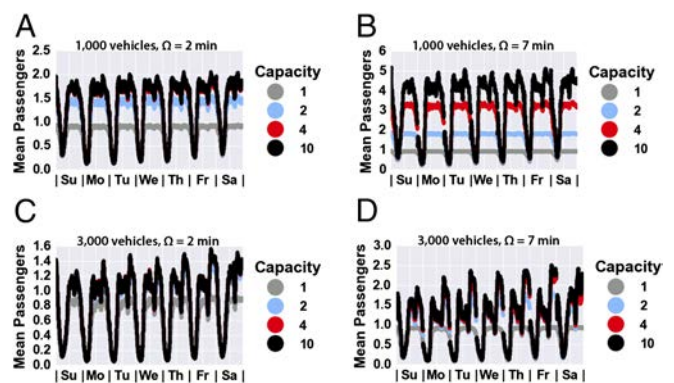 A
1,000 vehicles, Ω = 2 min
Mean Passengers
2.5
2.0
1.5
1.0
0.5
0.0
| Su | Mo | Tu | We | Th | Fr | Sa |
Capacity
1
2
4
10
B
1,000 vehicles, Ω = 7 min
Mean Passengers
6
5
4
3
2
1
0
| Su | Mo | Tu | We | Th | Fr | Sa |
Capacity
1
2
4
10
C
3,000 vehicles, Ω = 2 min
Mean Passengers
1.6
1.4
1.2
1.0
0.8
0.6
0.4
0.2
0.0
| Su | Mo | Tu | We | Th | Fr | Sa |
Capacity
1
2
4
10
D
3,000 vehicles, Ω = 7 min
Mean Passengers
3.0
2.5
2.0
1.5
1.0
0.5
0.0
| Su | Mo | Tu | We | Th | Fr | Sa |
Capacity
1
2
4
10